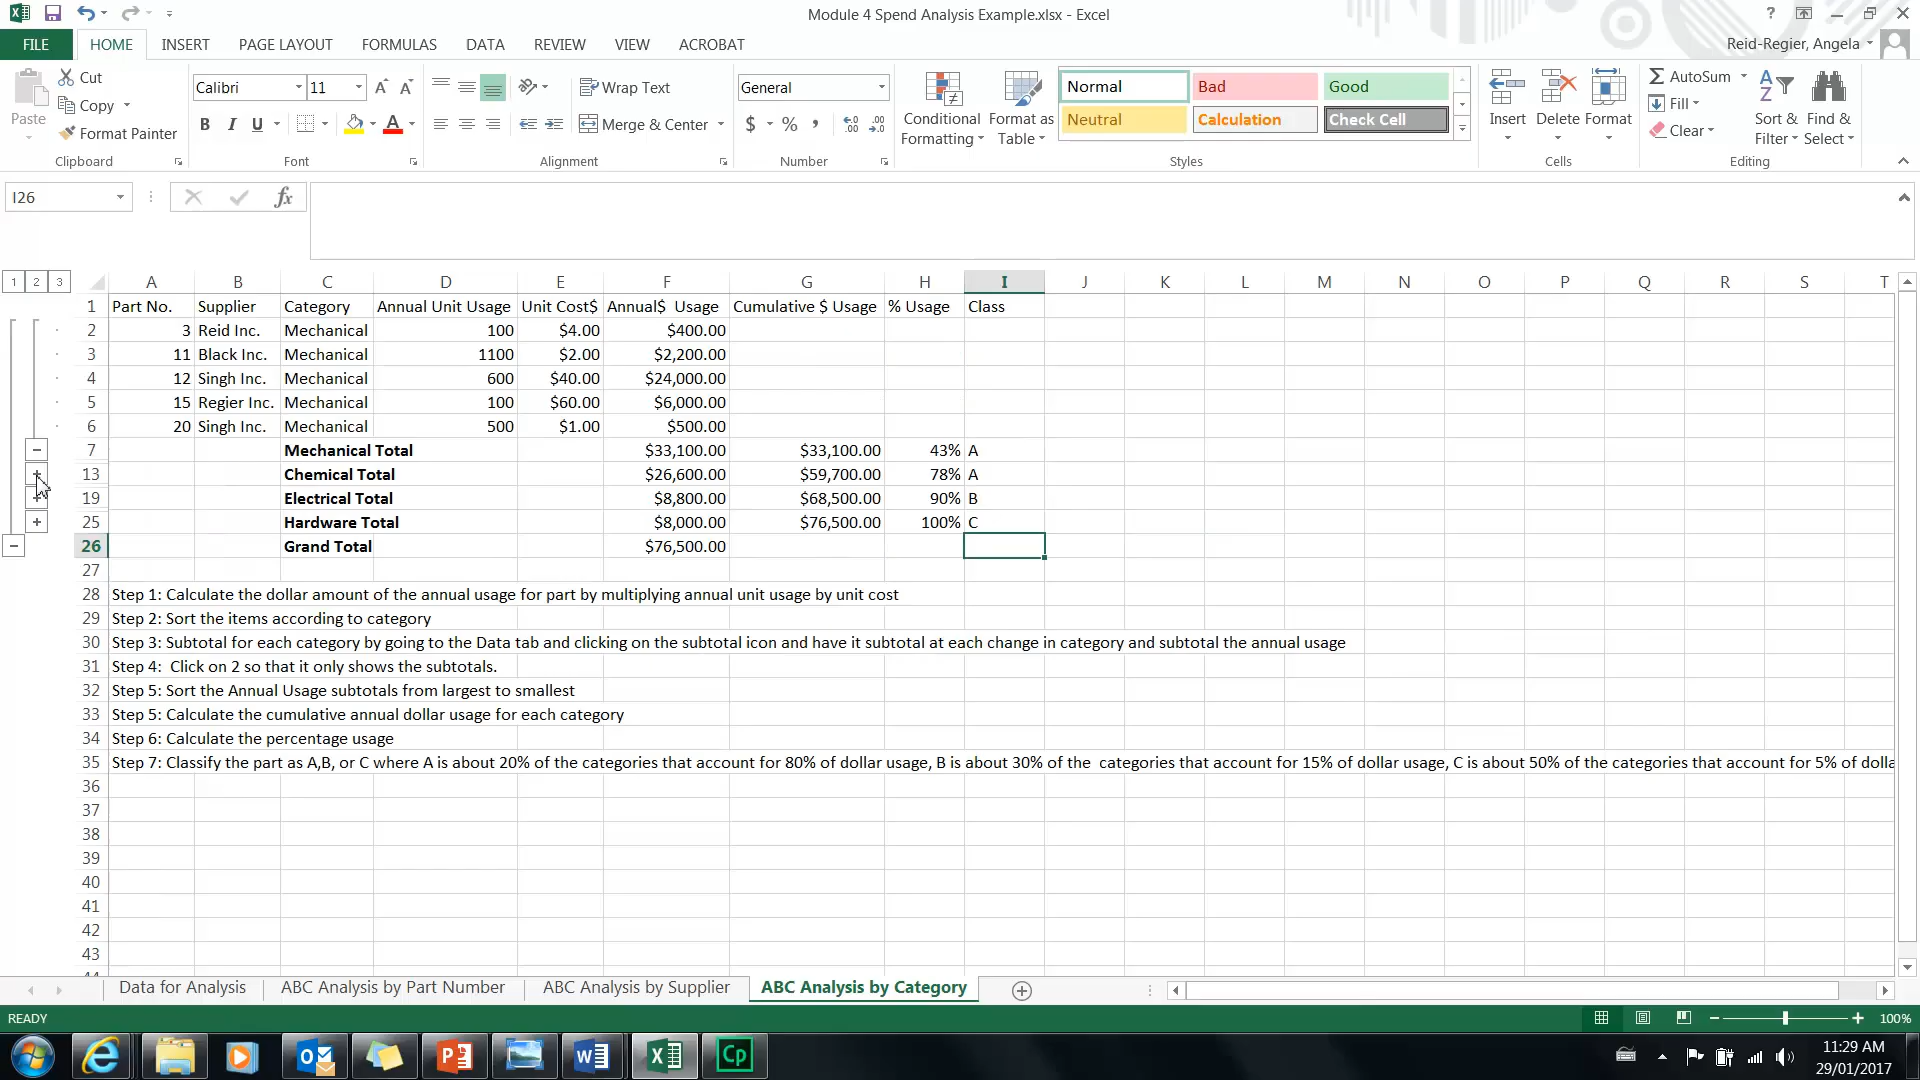 Module 4 Spend Analysis Example.xlsx - Excel
FILE HOME INSERT PAGE LAYOUT FORMULAS DATA REVIEW VIEW ACROBAT Reid-Regier, Angela
Cut
Copy
Format Painter
Paste
Clipboard
Calibri 11
B I U
Font
Wrap Text
Merge & Center
Alignment
General
$ % ,
Number
Conditional Formatting
Format as Table
Normal Bad Good
Neutral Calculation Check Cell
Styles
Insert Delete Format
Cells
AutoSum
Fill
Clear
Sort & Filter
Find & Select
Editing
I26 fx
1 2 3
A B C D E F G H I J K L M N O P Q R S T
1 Part No. Supplier Category Annual Unit Usage Unit Cost$ Annual$ Usage Cumulative $ Usage % Usage Class
2 3 Reid Inc. Mechanical 100 $4.00 $400.00
3 11 Black Inc. Mechanical 1100 $2.00 $2,200.00
4 12 Singh Inc. Mechanical 600 $40.00 $24,000.00
5 15 Regier Inc. Mechanical 100 $60.00 $6,000.00
6 20 Singh Inc. Mechanical 500 $1.00 $500.00
7 Mechanical Total $33,100.00 $33,100.00 43% A
13 Chemical Total $26,600.00 $59,700.00 78% A
19 Electrical Total $8,800.00 $68,500.00 90% B
25 Hardware Total $8,000.00 $76,500.00 100% C
26 Grand Total $76,500.00
27
28 Step 1: Calculate the dollar amount of the annual usage for part by multiplying annual unit usage by unit cost
29 Step 2: Sort the items according to category
30 Step 3: Subtotal for each category by going to the Data tab and clicking on the subtotal icon and have it subtotal at each change in category and subtotal the annual usage
31 Step 4:  Click on 2 so that it only shows the subtotals.
32 Step 5: Sort the Annual Usage subtotals from largest to smallest
33 Step 5: Calculate the cumulative annual dollar usage for each category
34 Step 6: Calculate the percentage usage
35 Step 7: Classify the part as A,B, or C where A is about 20% of the categories that account for 80% of dollar usage, B is about 30% of the  categories that account for 15% of dollar usage, C is about 50% of the categories that account for 5% of dolla
36
37
38
39
40
41
42
43
Data for Analysis ABC Analysis by Part Number ABC Analysis by Supplier ABC Analysis by Category
READY 100%
11:29 AM
29/01/2017